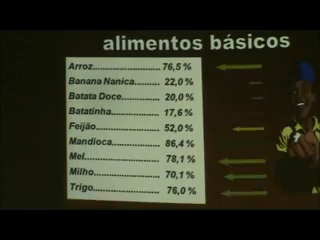 alimentos básicos
Arroz........................ 76,5 %
Banana Nanica........ 22,0 %
Batata Doce............. 20,0 %
Batatinha................. 17,6 %
Feijão....................... 52,0 %
Mandioca................. 86,4 %
Mel........................... 78,1 %
Milho........................ 70,1 %
Trigo......................... 76,0 %